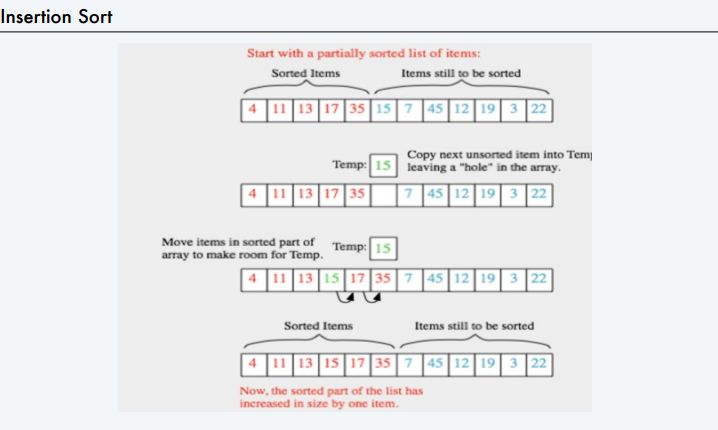 Insertion Sort
Start with a partially sorted list of items:
Sorted Items Items still to be sorted
4 11 13 17 35 15 7 45 12 19 3 22
Temp: 15 Copy next unsorted item into Temp
leaving a "hole" in the array.
4 11 13 17 35 7 45 12 19 3 22
Move items in sorted part of
array to make room for Temp. Temp: 15
4 11 13 15 17 35 7 45 12 19 3 22
Sorted Items Items still to be sorted
4 11 13 15 17 35 7 45 12 19 3 22
Now, the sorted part of the list has
increased in size by one item.